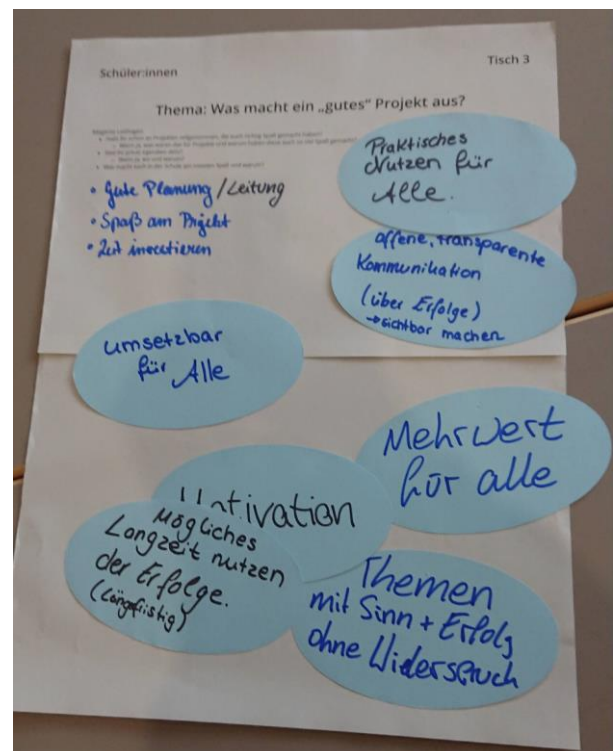 Schüler:innen
Tisch 3
Thema: Was macht ein „gutes“ Projekt aus?
• Gute Planung / Leitung
• Spaß am Projekt
• Zeit investieren
Praktisches
Nutzen für
Alle.
offene, transparente
Kommunikation
(über Erfolge)
→ sichtbar machen
umsetzbar
für Alle
Mehrwert
für alle
Motivation
Mögliches
Langzeit nutzen
der Erfolge.
(Längfristig)
Themen
mit Sinn + Erfolg
ohne Widerspruch